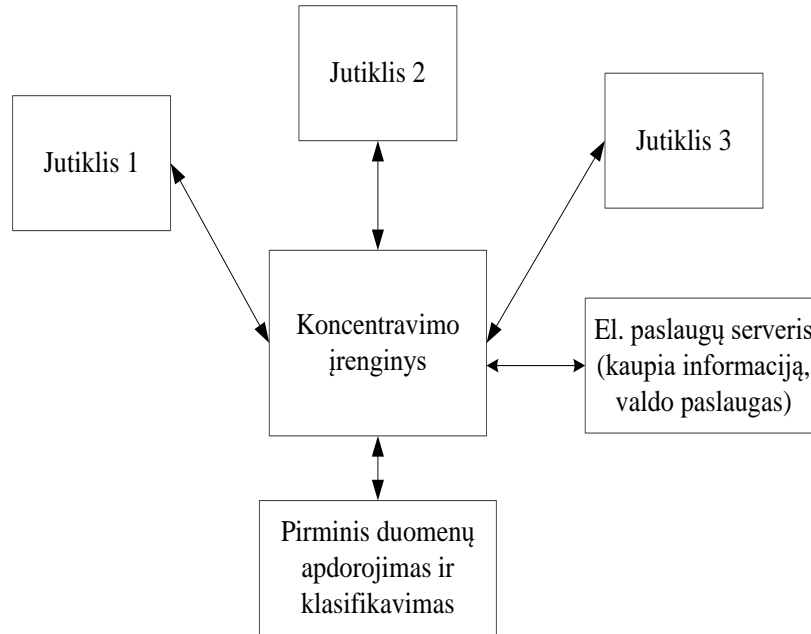 Jutiklis 2
Jutiklis 1
Jutiklis 3
Koncentravimo
įrenginys
El. paslaugų serveris
(kaupia informaciją,
valdo paslaugas)
Pirminis duomenų
apdorojimas ir
klasifikavimas